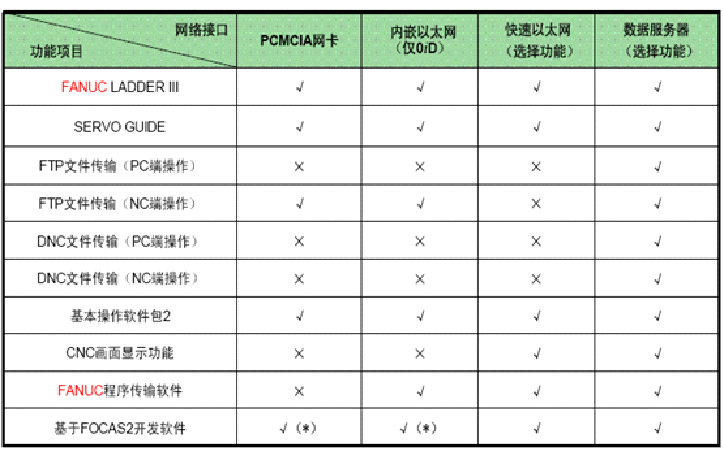 网络接口
功能项目
PCMCIA网卡
内嵌以太网
（仅0iD）
快速以太网
（选择功能）
数据服务器
（选择功能）
FANUC LADDER III √ √ √ √
SERVO GUIDE √ √ √ √
FTP文件传输（PC端操作） × × × √
FTP文件传输（NC端操作） √ √ × √
DNC文件传输（PC端操作） × × × √
DNC文件传输（NC端操作） × × × √
基本操作软件包2 √ √ √ √
CNC画面显示功能 × × √ √
FANUC程序传输软件 × √ √ √
基于FOCAS2开发软件 √（*） √（*） √ √